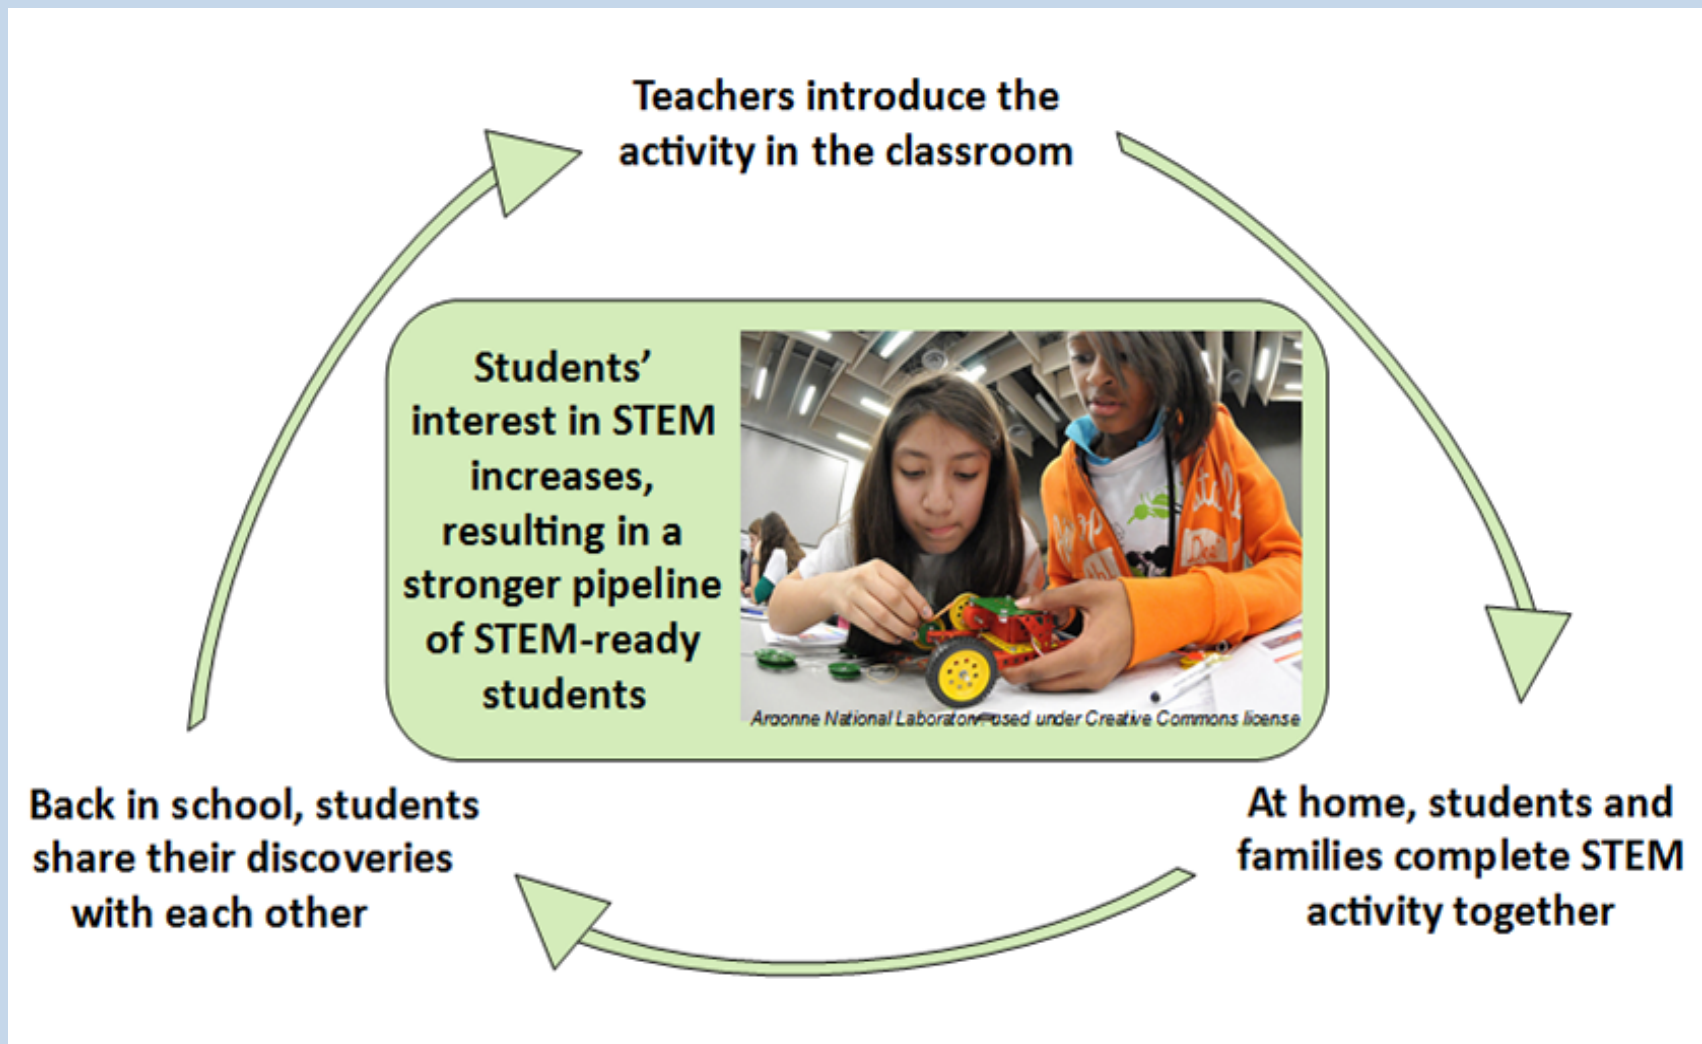 Teachers introduce the
activity in the classroom
Students’
interest in STEM
increases,
resulting in a
stronger pipeline
of STEM-ready
students
Argonne National Laboratory used under Creative Commons license
Back in school, students
share their discoveries
with each other
At home, students and
families complete STEM
activity together